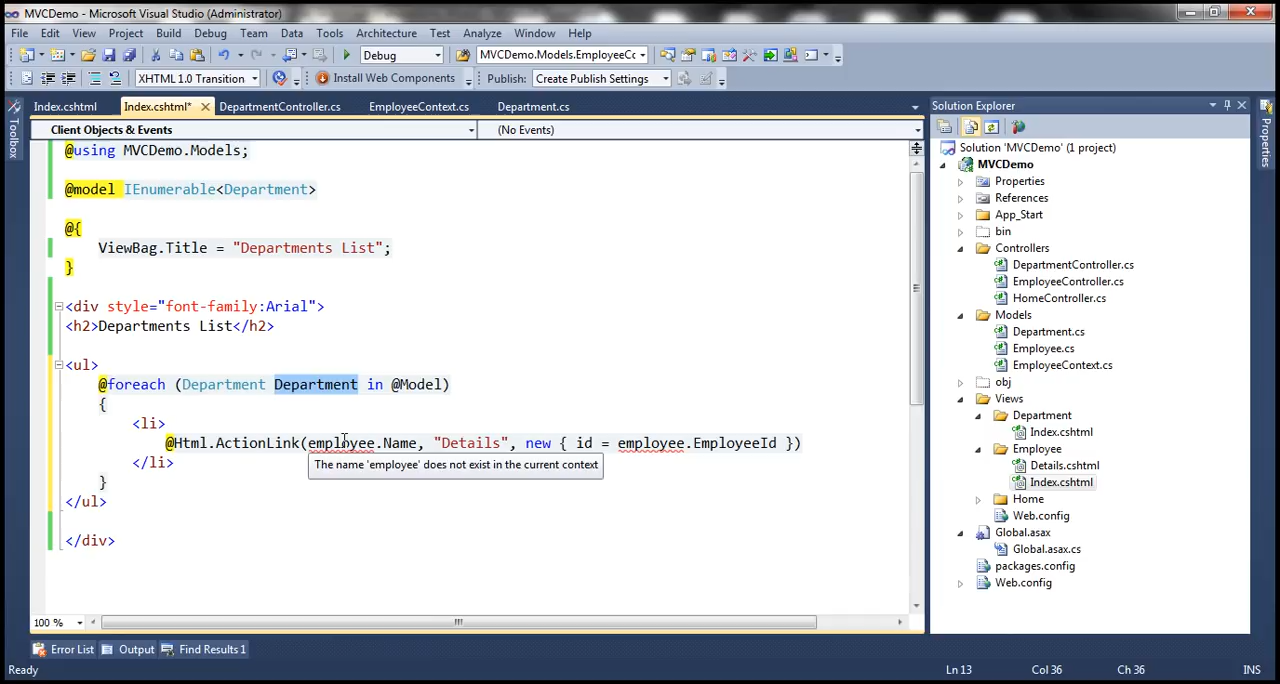 MVCDemo - Microsoft Visual Studio (Administrator)
File Edit View Project Build Debug Team Data Tools Architecture Test Window Analyze Help
Debug MVCDemo.Models.EmployeeCo
XHTML 1.0 Transition Install Web Components Publish: Create Publish Settings
Index.cshtml Index.cshtml* DepartmentController.cs EmployeeContext.cs Department.cs
Client Objects & Events (No Events)
@using MVCDemo.Models;
@model IEnumerable<Department>
@{
ViewBag.Title = "Departments List";
}
<div style="font-family:Arial">
<h2>Departments List</h2>
<ul>
@foreach (Department Department in @Model)
{
<li>
@Html.ActionLink(employee.Name, "Details", new { id = employee.EmployeeId })
</li>
The name 'employee' does not exist in the current context
}
</ul>
</div>
100 %
Error List Output Find Results 1
Ready Ln 13 Col 36 Ch 36 INS
Toolbox
Solution Explorer
Solution 'MVCDemo' (1 project)
MVCDemo
Properties
References
App_Start
bin
Controllers
DepartmentController.cs
EmployeeController.cs
HomeController.cs
Models
Department.cs
Employee.cs
EmployeeContext.cs
obj
Views
Department
Index.cshtml
Employee
Details.cshtml
Index.cshtml
Home
Web.config
Global.asax
Global.asax.cs
packages.config
Web.config
Properties